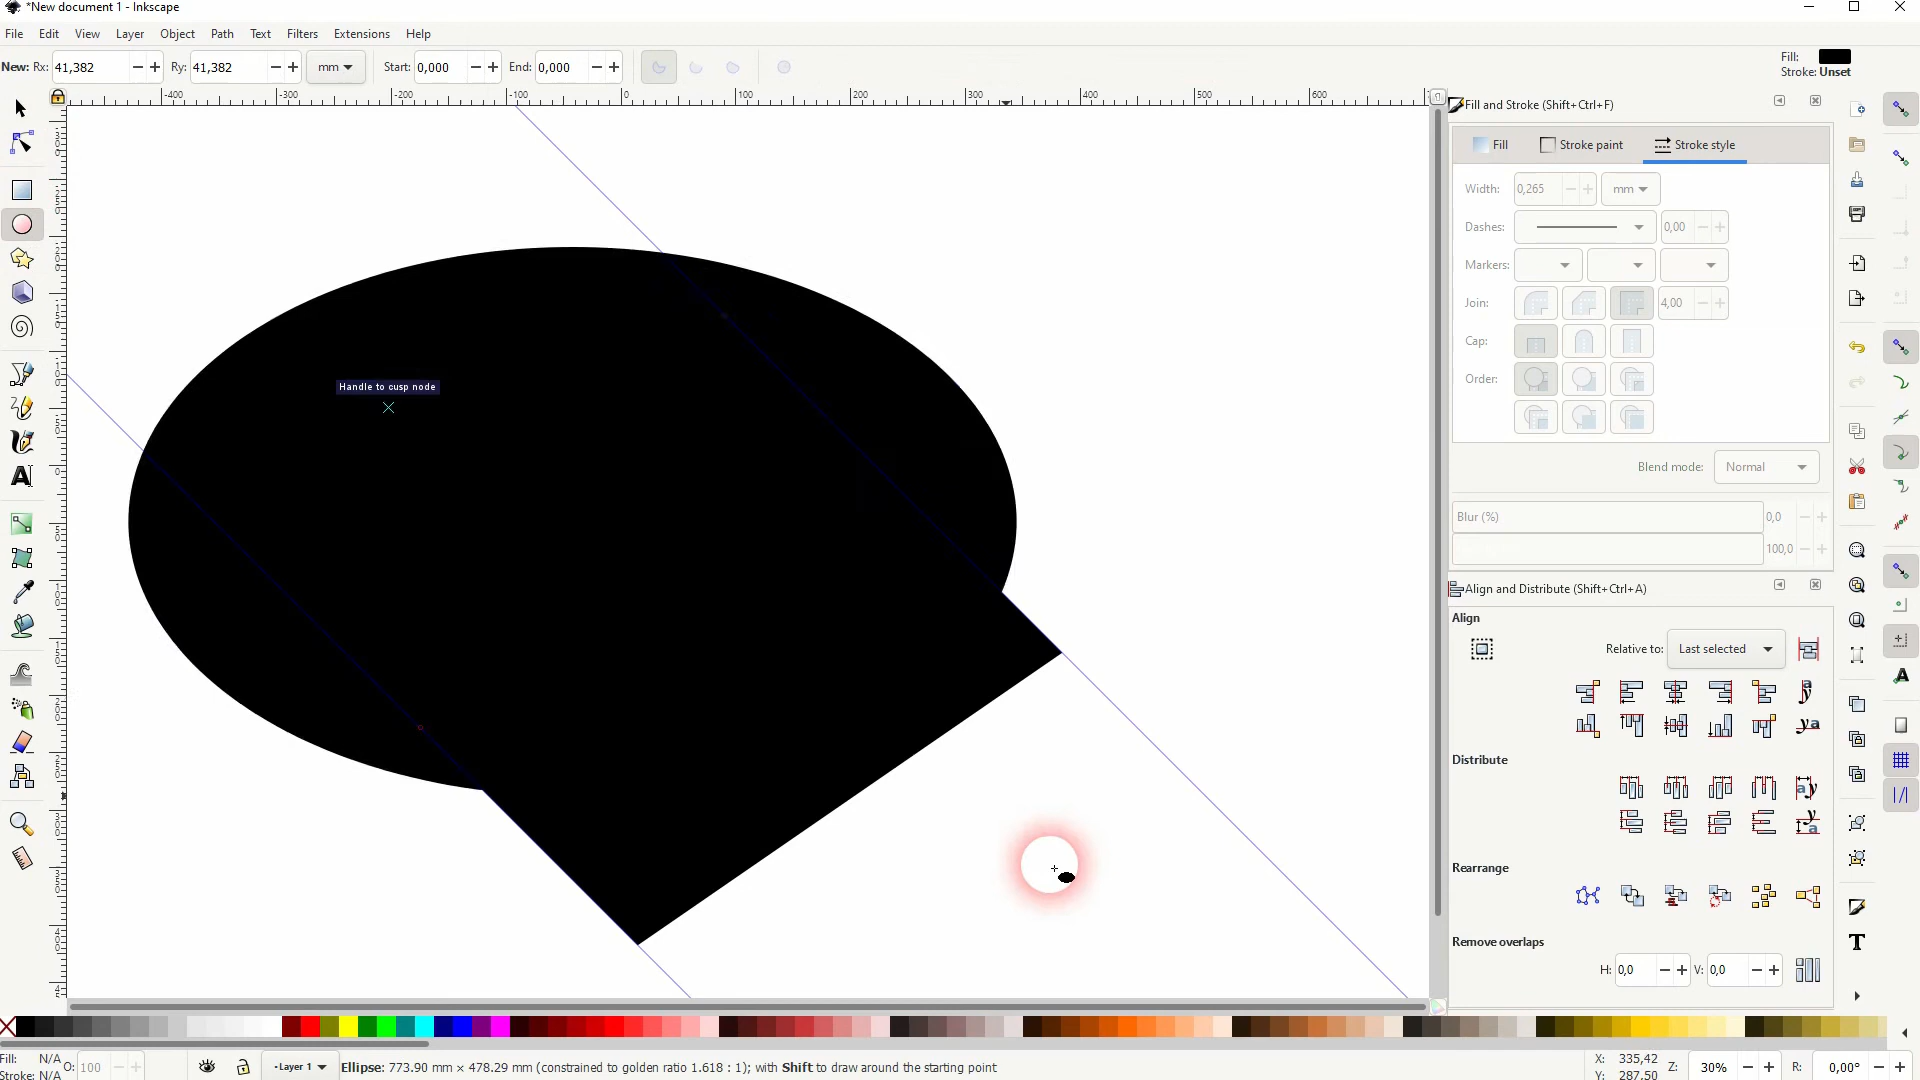 *New document 1 - Inkscape
File Edit View Layer Object Path Text Filters Extensions Help
New: Rx: 41,382 Ry: 41,382 mm Start: 0,000 End: 0,000
Fill:
Stroke: Unset
-400 -300 -200 -100 0 100 200 300 400 500 600
Fill and Stroke (Shift+Ctrl+F)
Fill Stroke paint Stroke style
Width: 0,265 mm
Dashes: 0,00
Markers:
Join: 4,00
Cap:
Order:
Blend mode: Normal
Blur (%) 0,0
100,0
Handle to cusp node
Align and Distribute (Shift+Ctrl+A)
Align
Relative to: Last selected
Distribute
Rearrange
Remove overlaps
H: 0,0 V: 0,0
Fill: N/A
Stroke: N/A
O: 100
Layer 1
Ellipse: 773.90 mm × 478.29 mm (constrained to golden ratio 1.618 : 1); with Shift to draw around the starting point
X: 335,42
Y: 287,50
Z: 30%
R: 0,00°